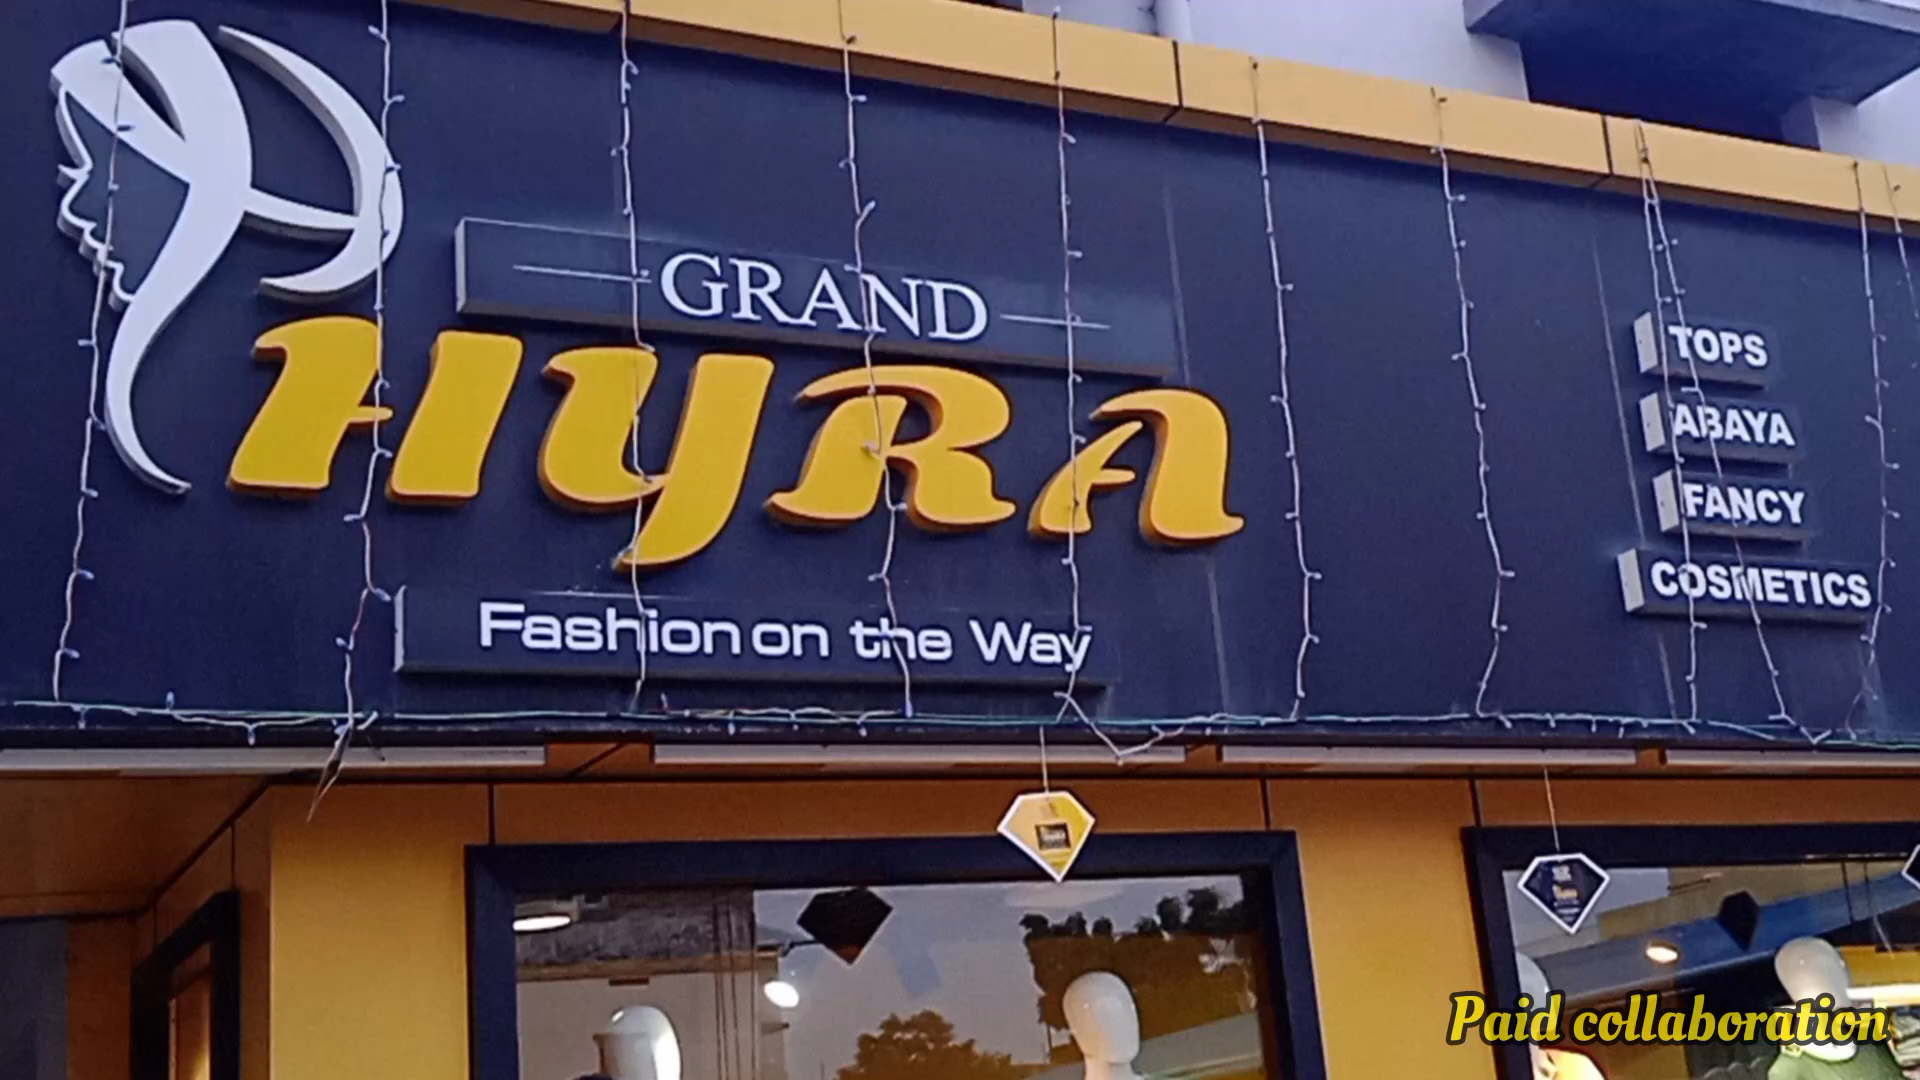 GRAND
HYRA
Fashion on the Way
TOPS
ABAYA
FANCY
COSMETICS
Paid collaboration